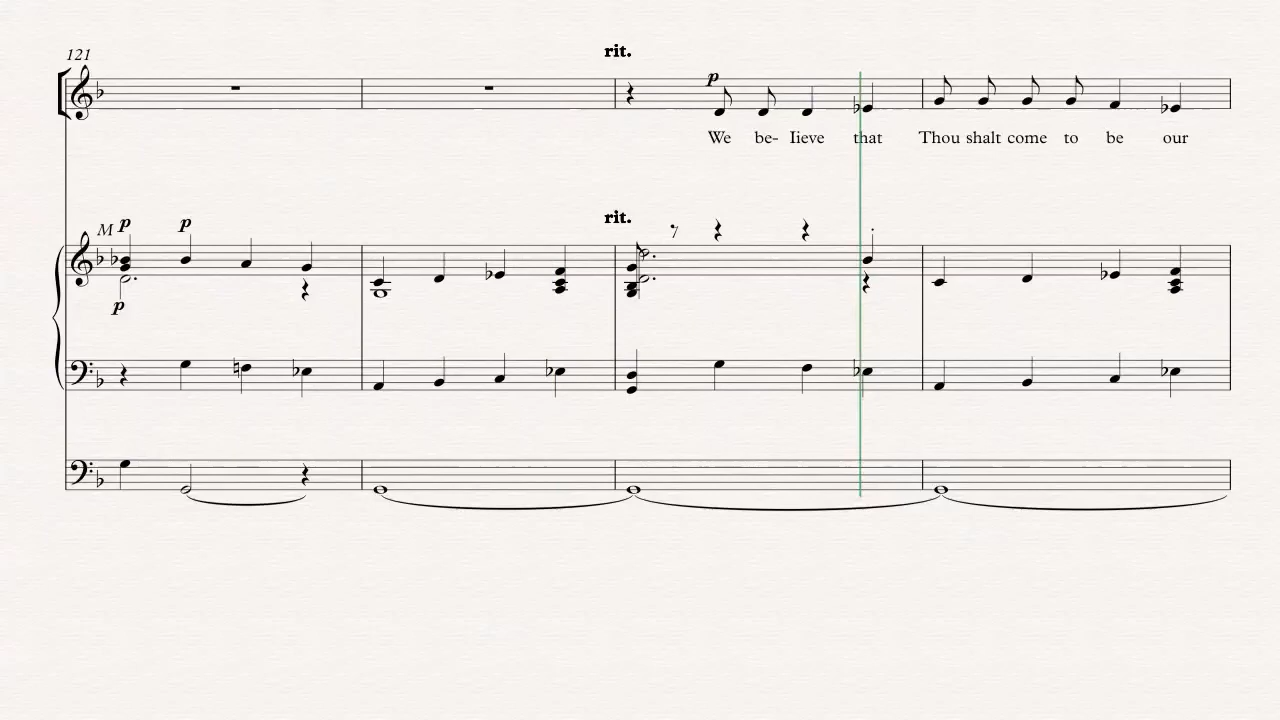 121
rit.
p
We be- lieve that Thou shalt come to be our
rit.
M p p
p